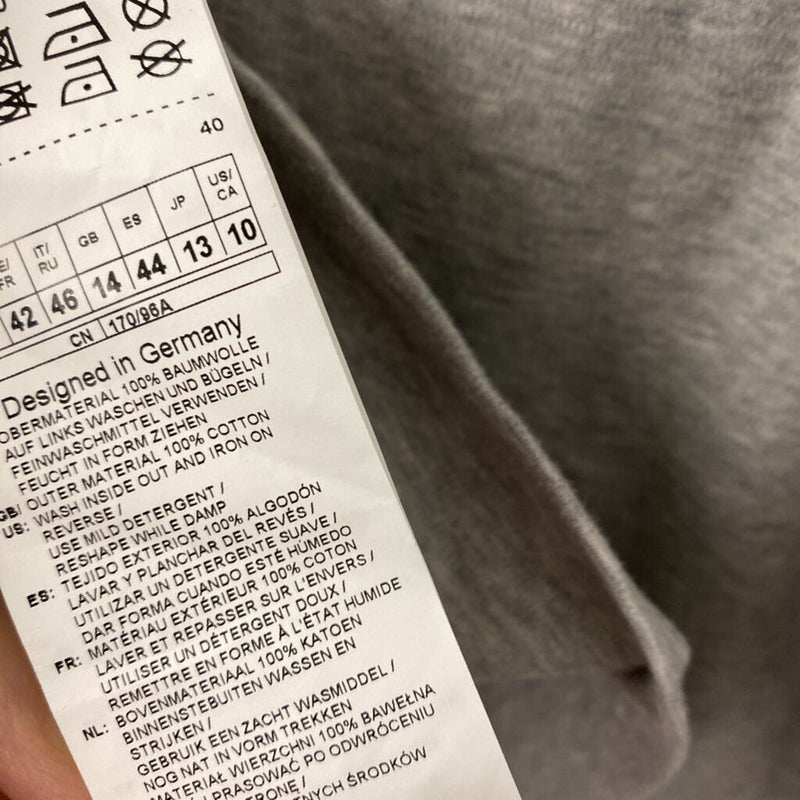 40
E/ FR IT/ RU GB ES JP US/ CA
42 46 14 44 13 10
CN 170/96A
Designed in Germany
OBERMATERIAL 100% BAUMWOLLE
AUF LINKS WASCHEN UND BÜGELN /
FEINWASCHMITTEL VERWENDEN /
FEUCHT IN FORM ZIEHEN
GB/ OUTER MATERIAL 100% COTTON
US: WASH INSIDE OUT AND IRON ON
REVERSE /
USE MILD DETERGENT /
RESHAPE WHILE DAMP
ES: TEJIDO EXTERIOR 100% ALGODÓN
LAVAR Y PLANCHAR DEL REVÉS /
UTILIZAR UN DETERGENTE SUAVE /
DAR FORMA CUANDO ESTÉ HÚMEDO
FR: MATÉRIAU EXTÉRIEUR 100% COTON
LAVER ET REPASSER SUR L'ENVERS /
UTILISER UN DÉTERGENT DOUX /
REMETTRE EN FORME À L'ÉTAT HUMIDE
NL: BOVENMATERIAAL 100% KATOEN
BINNENSTEBUITEN WASSEN EN
STRIJKEN /
GEBRUIK EEN ZACHT WASMIDDEL /
NOG NAT IN VORM TREKKEN
MATERIAŁ WIERZCHNI 100% BAWEŁNA
I PRASOWAĆ PO ODWRÓCENIU
ŚRODKÓW